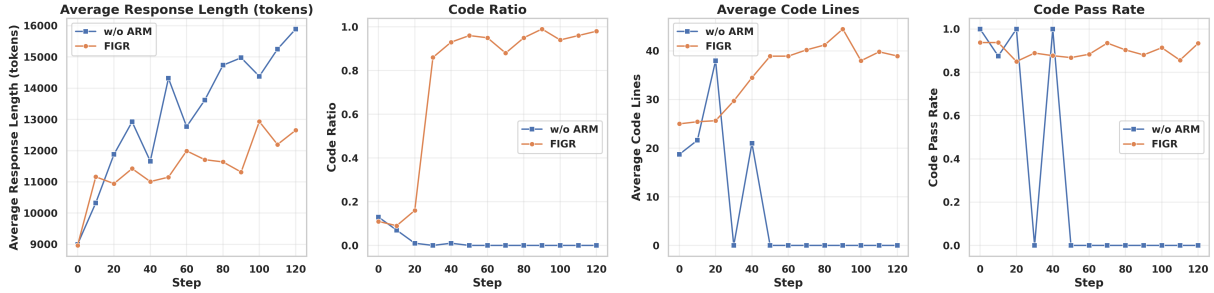 Average Response Length (tokens)
Average Response Length (tokens)
16000
15000
14000
13000
12000
11000
10000
9000
w/o ARM
FIGR
0 20 40 60 80 100 120
Step
Code Ratio
Code Ratio
1.0
0.8
0.6
0.4
0.2
0.0
w/o ARM
FIGR
0 20 40 60 80 100 120
Step
Average Code Lines
Average Code Lines
40
30
20
10
0
w/o ARM
FIGR
0 20 40 60 80 100 120
Step
Code Pass Rate
Code Pass Rate
1.0
0.8
0.6
0.4
0.2
0.0
w/o ARM
FIGR
0 20 40 60 80 100 120
Step